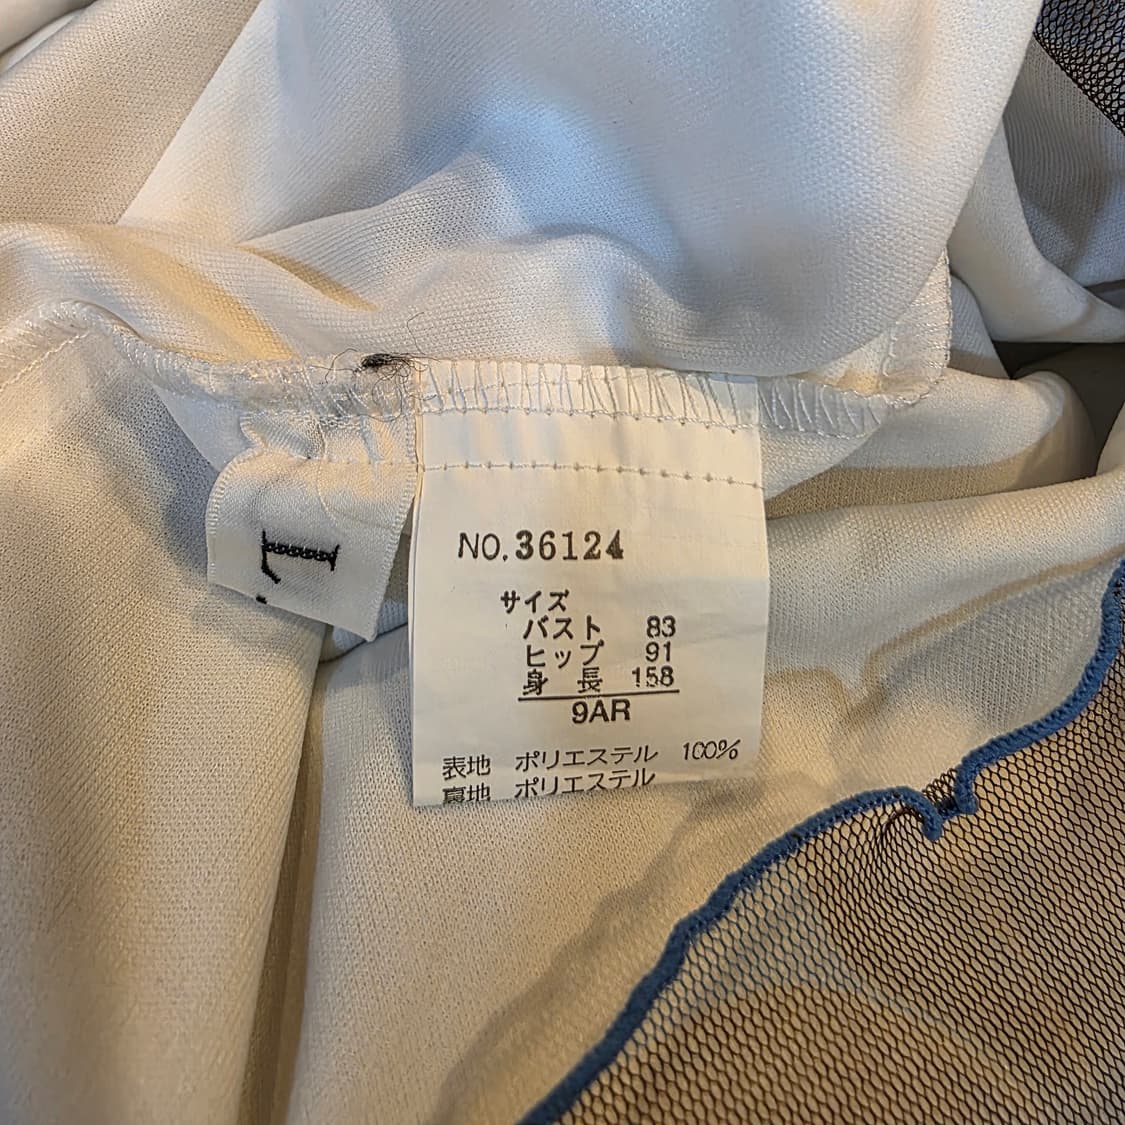 L
NO.36124
サイズ
バスト 83
ヒップ 91
身長 158
9AR
表地 ポリエステル 100%
裏地 ポリエステル